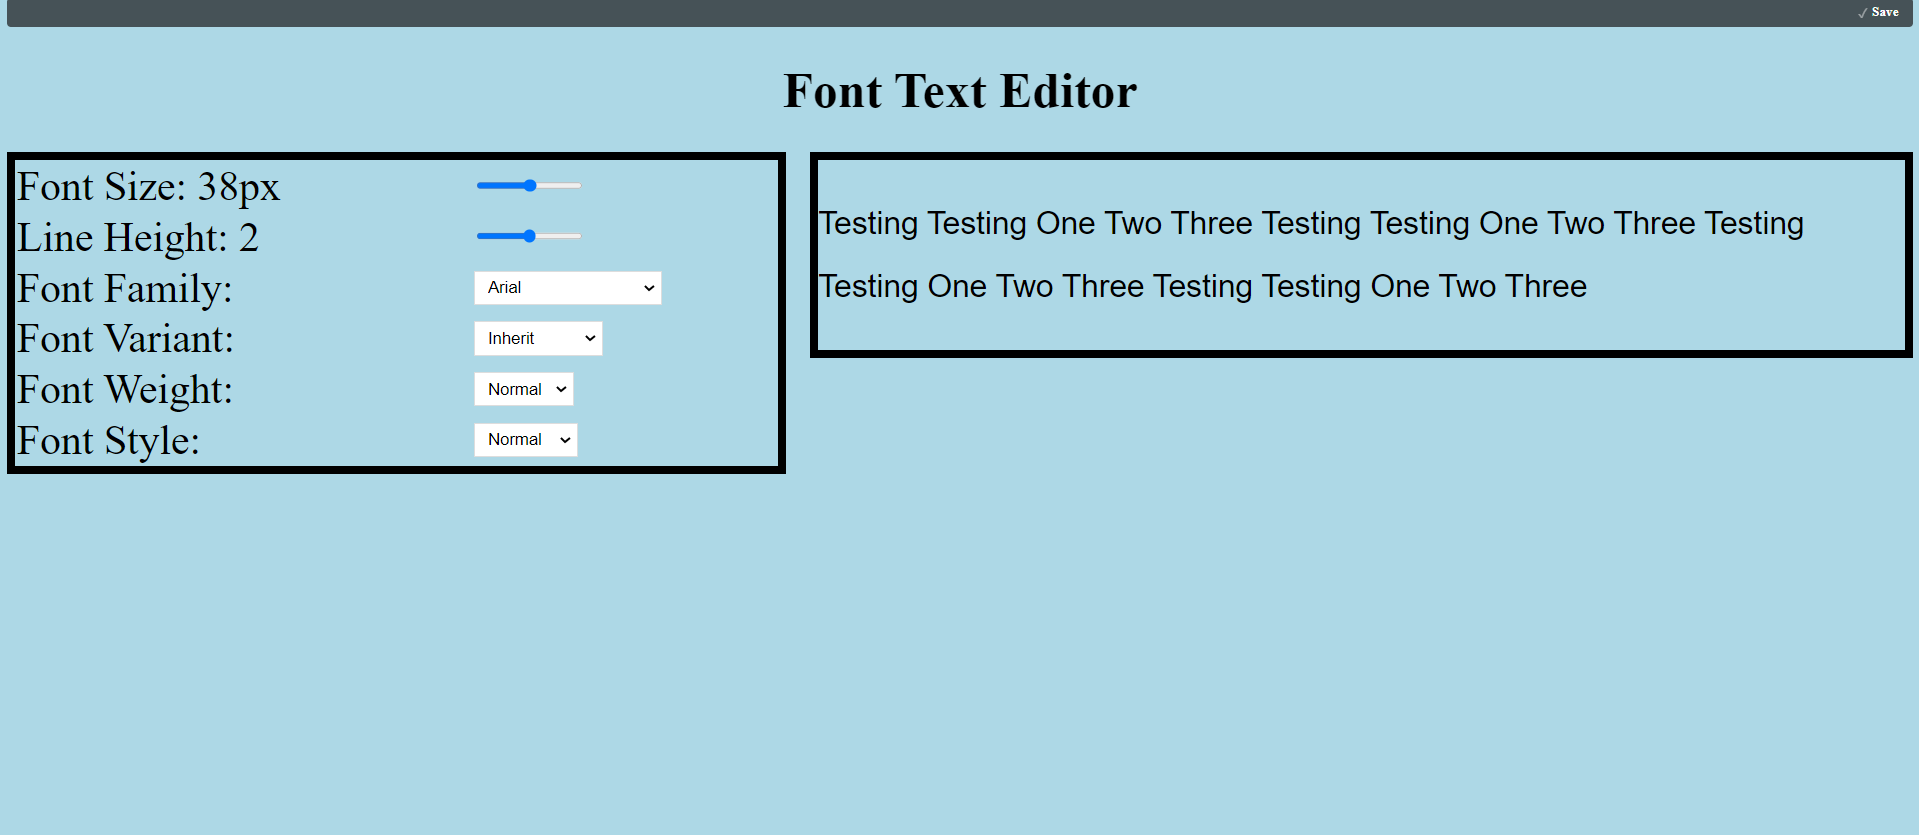 ✓ Save
Font Text Editor
Font Size: 38px
Line Height: 2
Font Family: Arial
Font Variant: Inherit
Font Weight: Normal
Font Style: Normal
Testing Testing One Two Three Testing Testing One Two Three Testing
Testing One Two Three Testing Testing One Two Three